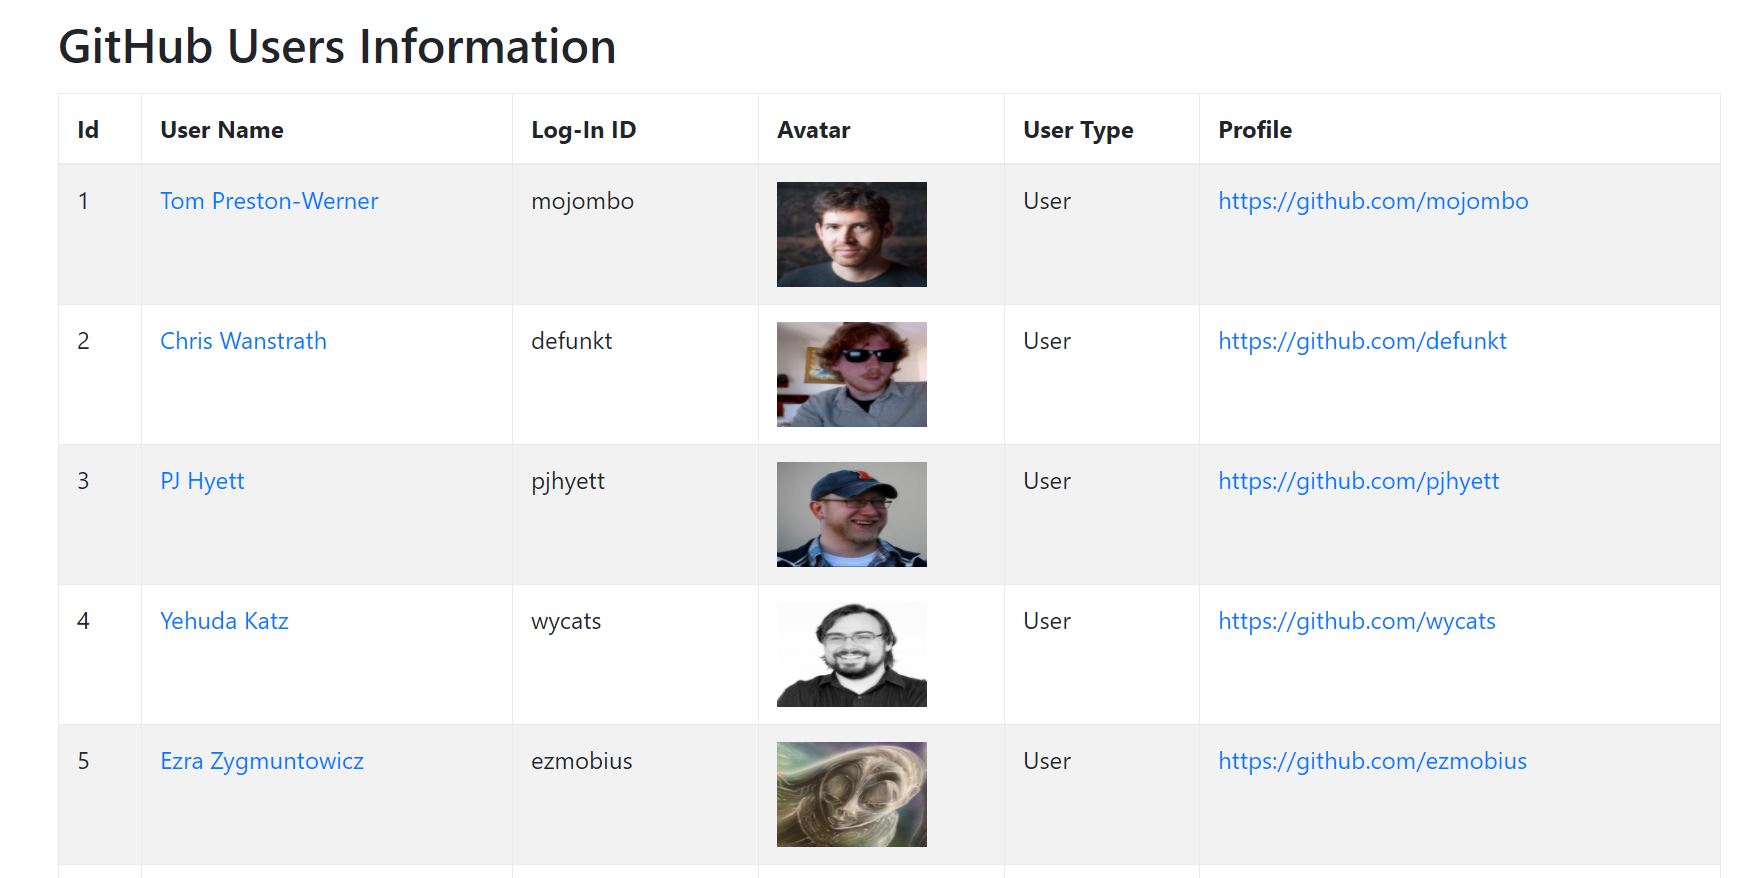 GitHub Users Information
Id User Name Log-In ID Avatar User Type Profile
1 Tom Preston-Werner mojombo User https://github.com/mojombo
2 Chris Wanstrath defunkt User https://github.com/defunkt
3 PJ Hyett pjhyett User https://github.com/pjhyett
4 Yehuda Katz wycats User https://github.com/wycats
5 Ezra Zygmuntowicz ezmobius User https://github.com/ezmobius